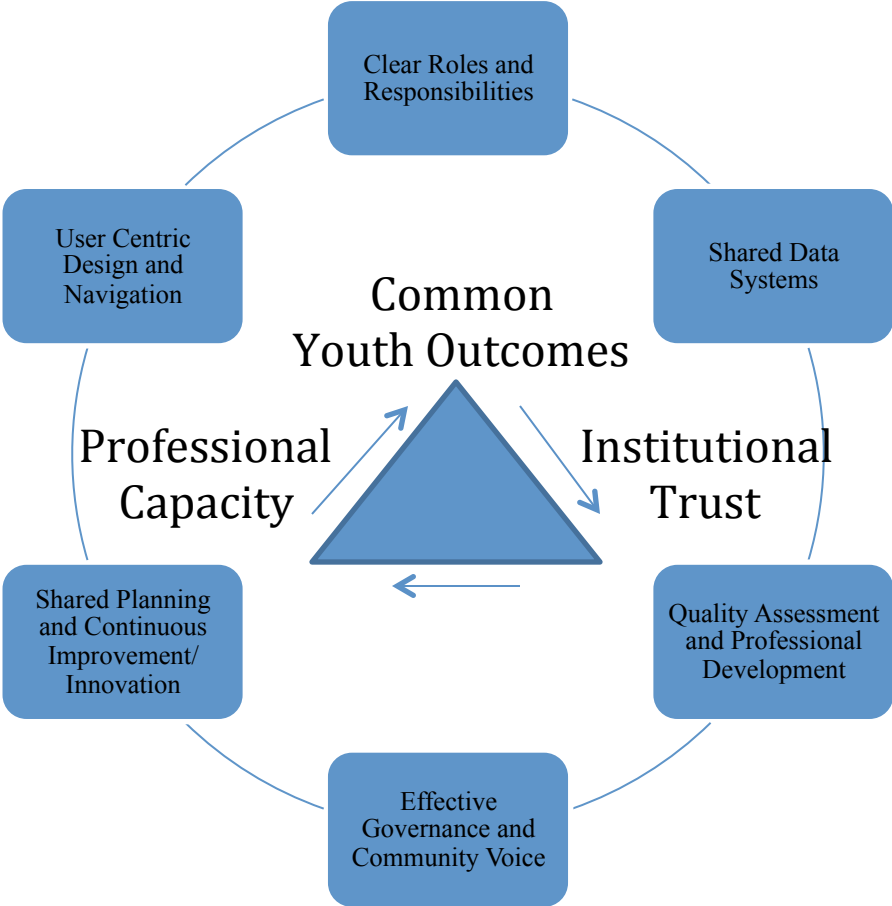 Clear Roles and
Responsibilities
User Centric
Design and
Navigation
Shared Data
Systems
Common
Youth Outcomes
Professional
Capacity
Institutional
Trust
Shared Planning
and Continuous
Improvement/
Innovation
Quality Assessment
and Professional
Development
Effective
Governance and
Community Voice